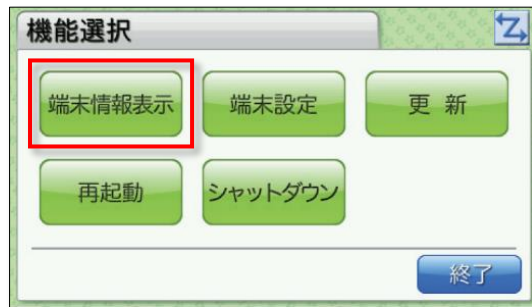 機能選択
端末情報表示
端末設定
更 新
再起動
シャットダウン
終了